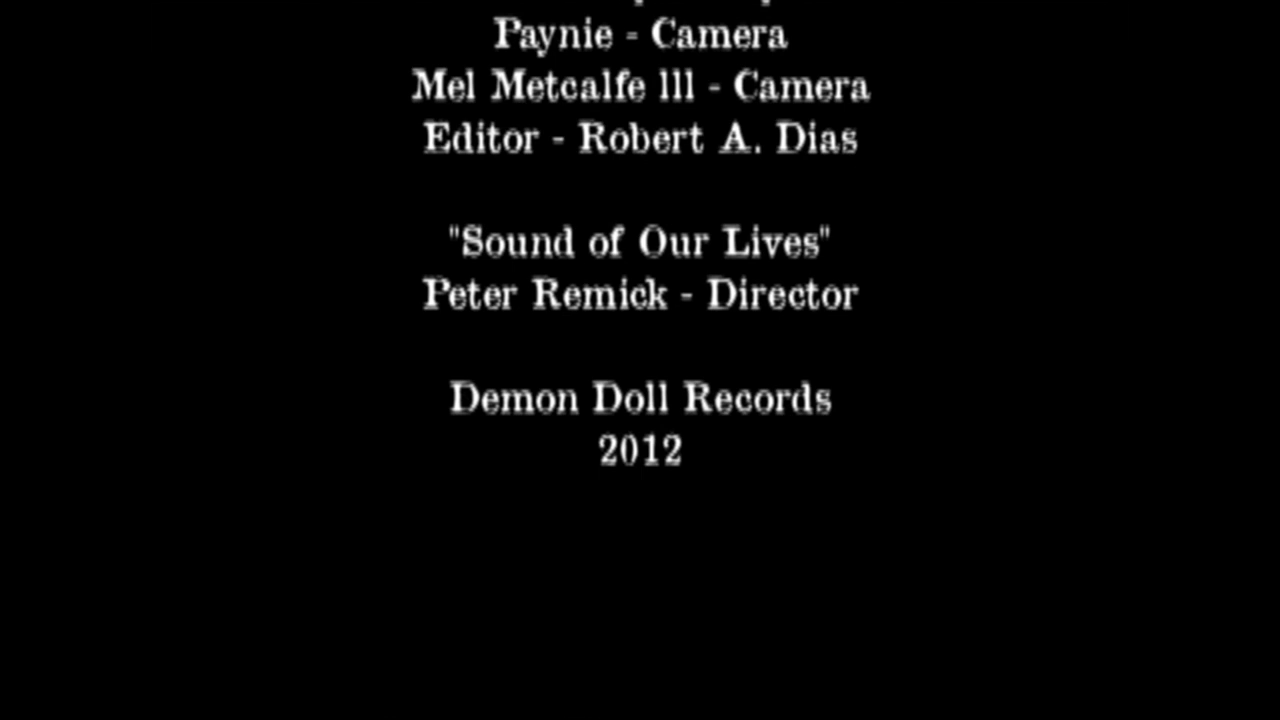 Paynie - Camera
Mel Metcalfe lll - Camera
Editor - Robert A. Dias
"Sound of Our Lives"
Peter Remick - Director
Demon Doll Records
2012